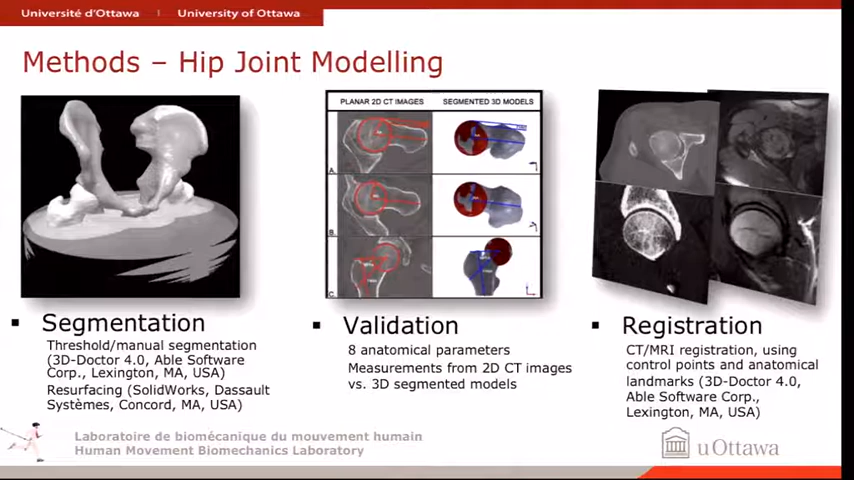 Université d'Ottawa | University of Ottawa
Methods – Hip Joint Modelling
PLANAR 2D CT IMAGES SEGMENTED 3D MODELS
A.
B.
C.
▪ Segmentation
Threshold/manual segmentation
(3D-Doctor 4.0, Able Software
Corp., Lexington, MA, USA)
Resurfacing (SolidWorks, Dassault
Systèmes, Concord, MA, USA)
▪ Validation
8 anatomical parameters
Measurements from 2D CT images
vs. 3D segmented models
▪ Registration
CT/MRI registration, using
control points and anatomical
landmarks (3D-Doctor 4.0,
Able Software Corp.,
Lexington, MA, USA)
Laboratoire de biomécanique du mouvement humain
Human Movement Biomechanics Laboratory
uOttawa